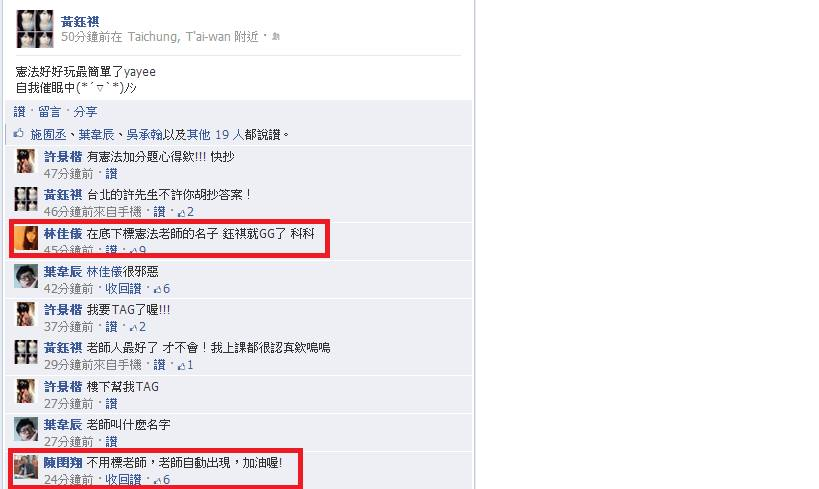 黃鈺祺
50分鐘前在 Taichung, T'ai-wan 附近 ·
憲法好好玩最簡單了yayee
自我催眠中(*´▽`*)ﾉｼ
讚 · 留言 · 分享
施囿丞、葉韋辰、吳承翰以及其他 19 人都說讚。
許景楷 有憲法加分題心得欸!!! 快抄
47分鐘前 · 讚
黃鈺祺 台北的許先生不許你胡抄答案！
46分鐘前來自手機 · 讚 · 2
林佳儀 在底下標憲法老師的名子 鈺祺就GG了 科科
45分鐘前 · 讚 · 9
葉韋辰 林佳儀很邪惡
42分鐘前 · 收回讚 · 6
許景楷 我要TAG了喔!!!
37分鐘前 · 讚 · 2
黃鈺祺 老師人最好了 才不會！我上課都很認真欸嗚嗚
29分鐘前來自手機 · 讚 · 1
許景楷 樓下幫我TAG
27分鐘前 · 讚
葉韋辰 老師叫什麼名字
27分鐘前 · 讚
陳閔翔 不用標老師，老師自動出現，加油喔!
24分鐘前 · 收回讚 · 6